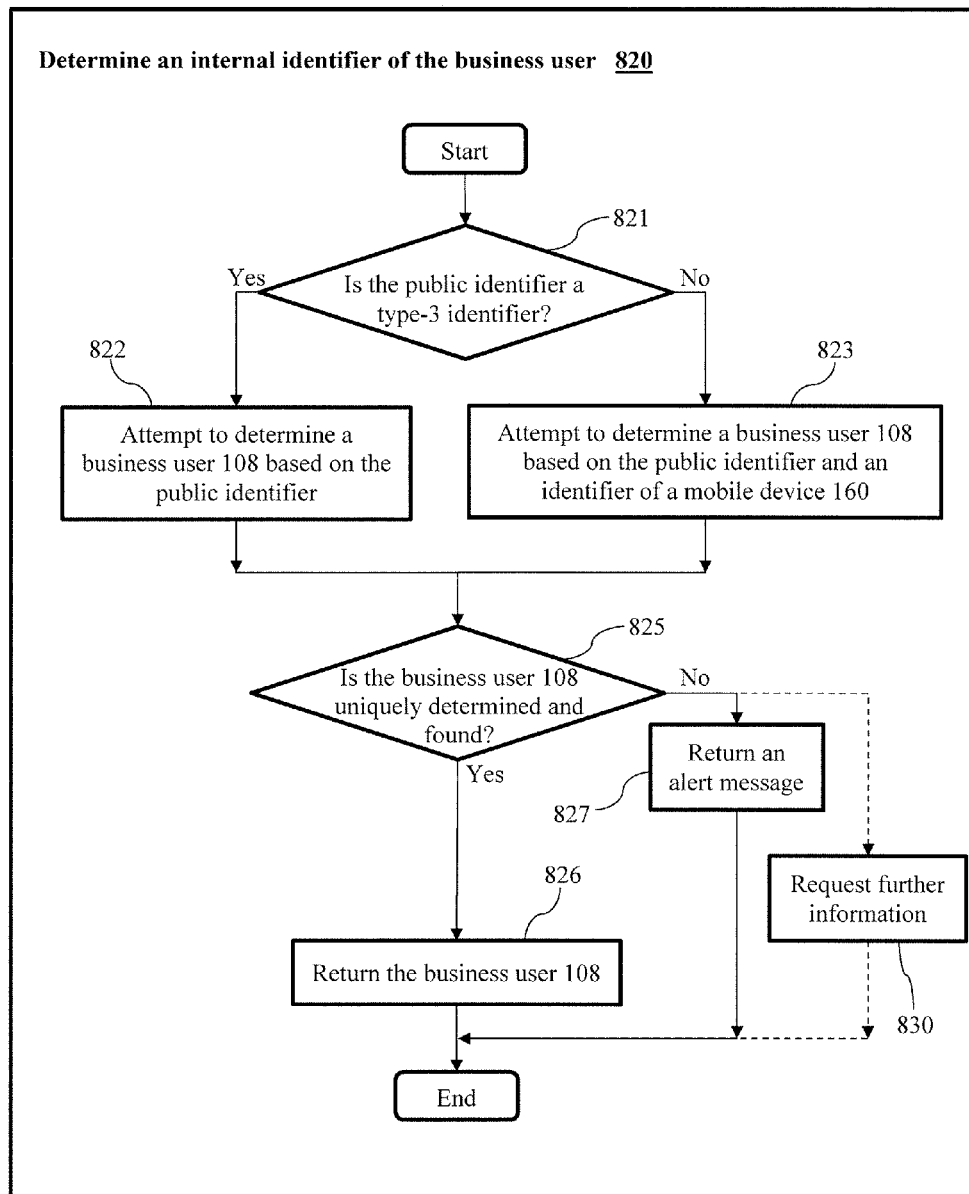 Determine an internal identifier of the business user 820
Start
821
Yes
Is the public identifier a
type-3 identifier?
No
822
823
Attempt to determine a
business user 108 based on the
public identifier
Attempt to determine a business user 108
based on the public identifier and an
identifier of a mobile device 160
825
Is the business user 108
uniquely determined and
found?
No
Yes
Return an
alert message
827
826
Request further
information
Return the business user 108
830
End